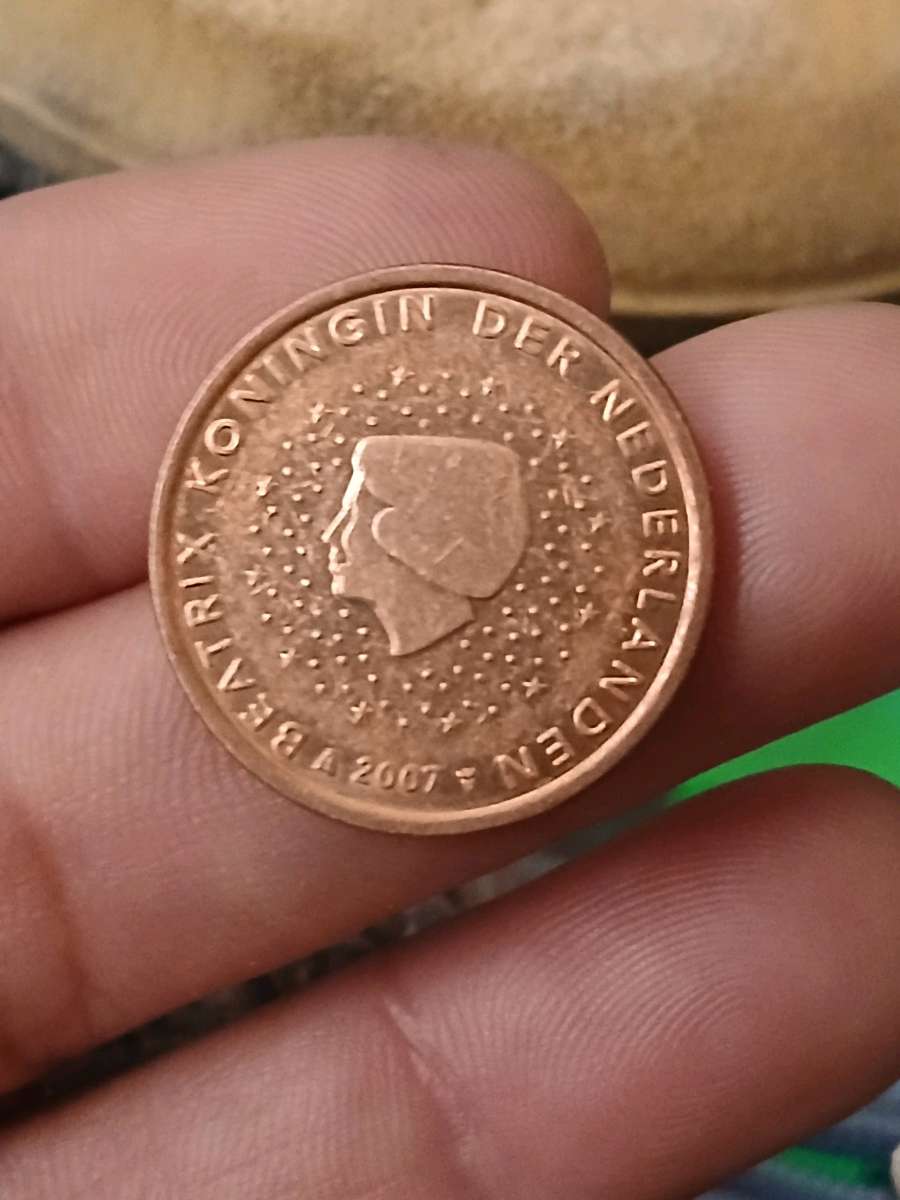 BEATRIX KONINGIN DER NEDERLANDEN
2007